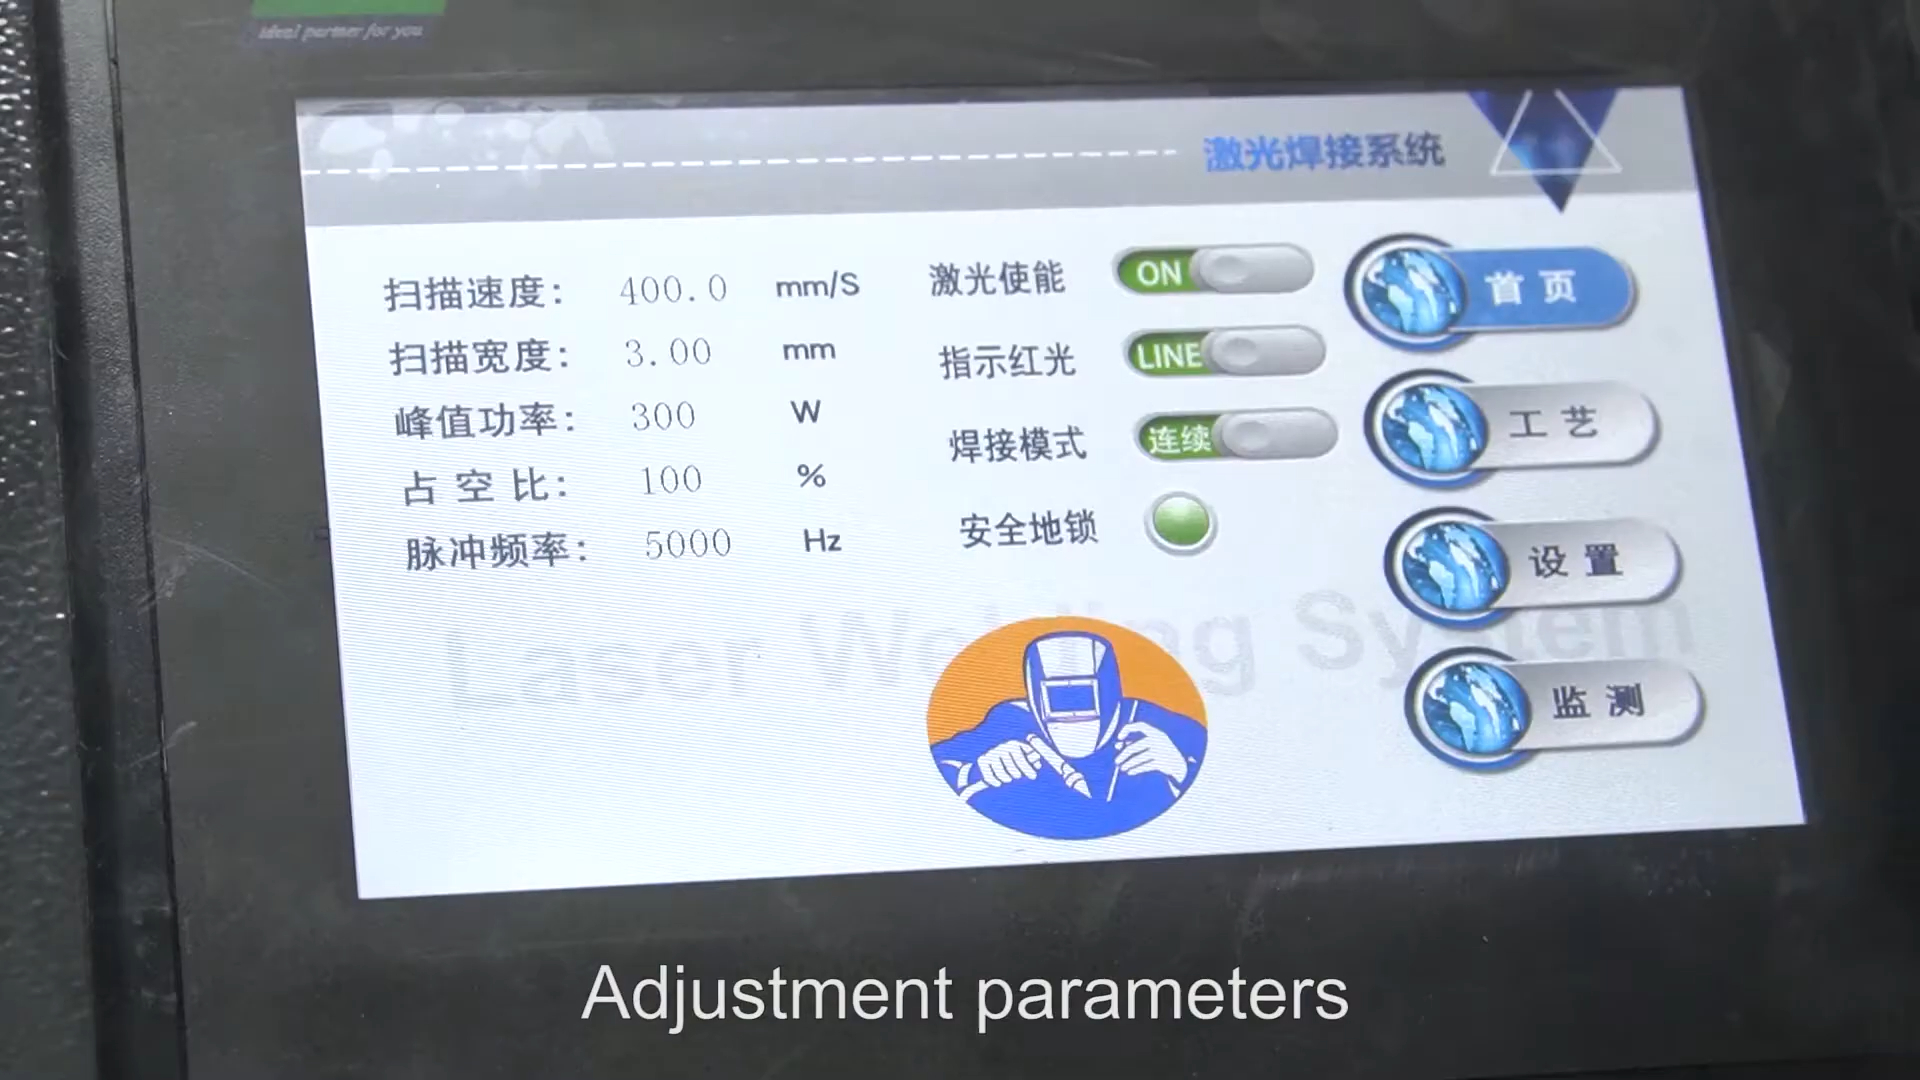 ideal partner for you
激光焊接系统
扫描速度: 400.0 mm/S
扫描宽度: 3.00 mm
峰值功率: 300 W
占空比: 100 %
脉冲频率: 5000 Hz
激光使能 ON
指示红光 LINE
焊接模式 连续
安全地锁
首页
工艺
设置
监测
Laser Welding System
Adjustment parameters